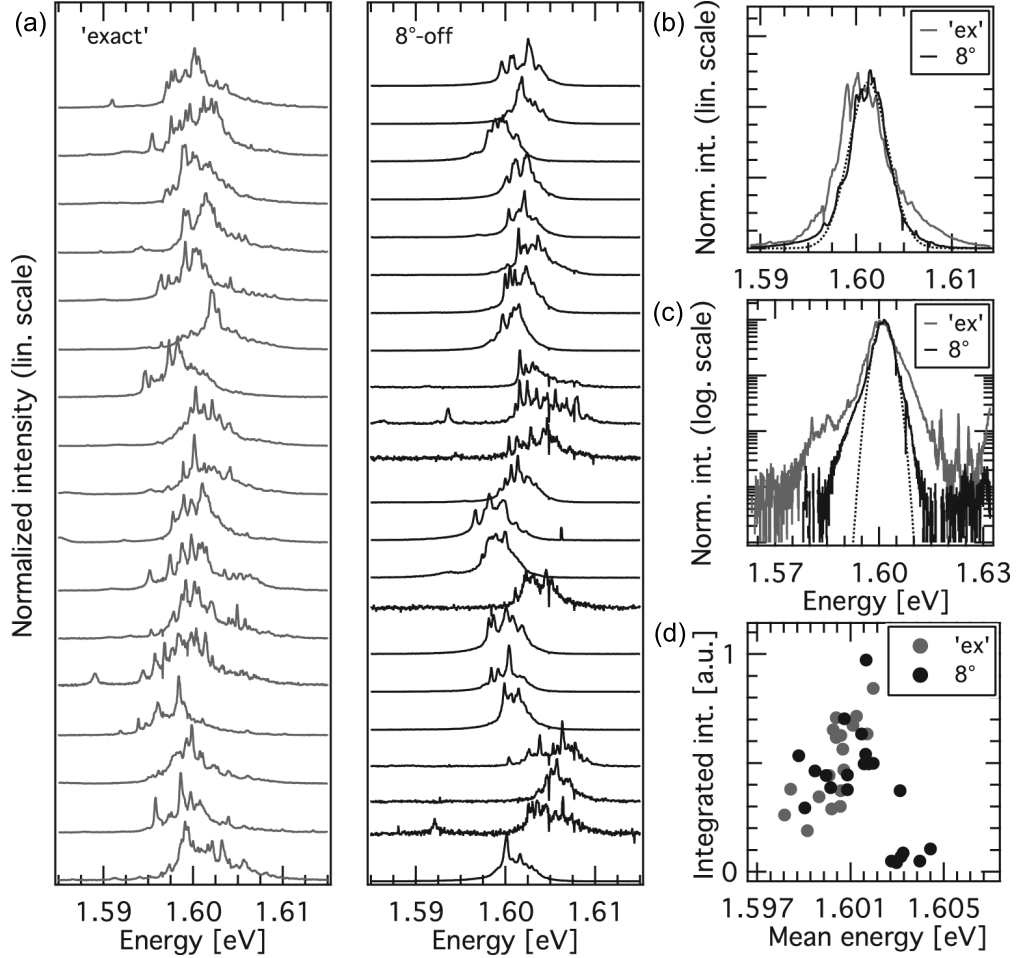 (a)
'exact'
Normalized intensity (lin. scale)
1.59 1.60 1.61
Energy [eV]
8°-off
1.59 1.60 1.61
Energy [eV]
(b)
'ex'
8°
Norm. int. (lin. scale)
1.59 1.60 1.61
(c)
'ex'
8°
Norm. int. (log. scale)
1.57 1.60 1.63
Energy [eV]
(d)
'ex'
8°
Integrated int. [a.u.]
1
0
1.597 1.601 1.605
Mean energy [eV]